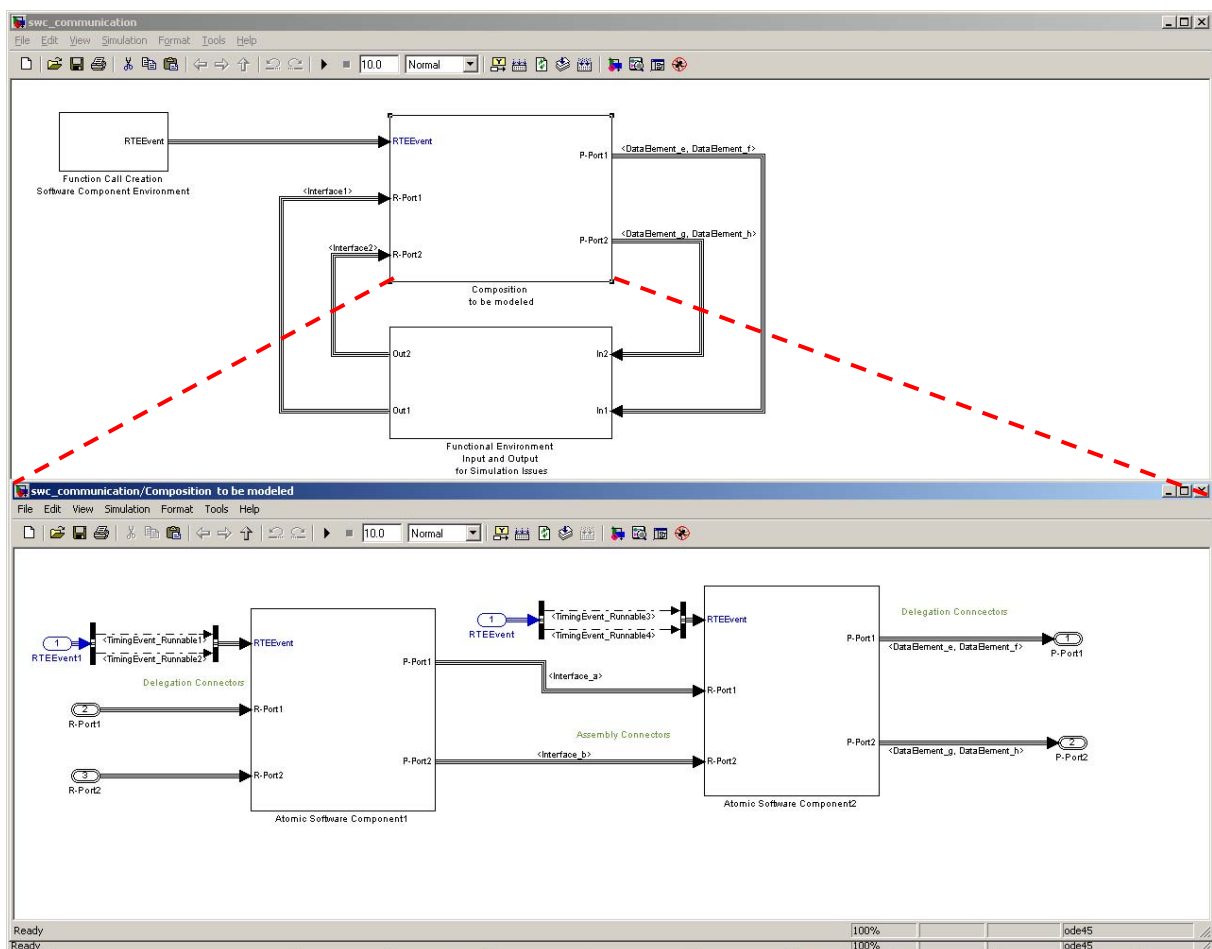 swc_communication
File Edit View Simulation Format Tools Help
10.0 Normal
RTEEvent
Function Call Creation
Software Component Environment
RTEEvent
R-Port1
R-Port2
P-Port1
P-Port2
<Interface1>
<Interface2>
<DataElement_e, DataElement_f>
<DataElement_g, DataElement_h>
Composition
to be modeled
Out2
Out1
In2
In1
Functional Environment
Input and Output
for Simulation Issues
swc_communication/Composition to be modeled
File Edit View Simulation Format Tools Help
10.0 Normal
1
RTEEvent1
<TimingEvent_Runnable1>
<TimingEvent_Runnable2>
Delegation Connectors
2
R-Port1
3
R-Port2
RTEEvent
R-Port1
R-Port2
P-Port1
P-Port2
Atomic Software Component1
1
RTEEvent
<TimingEvent_Runnable3>
<TimingEvent_Runnable4>
<Interface_a>
Assembly Connectors
<Interface_b>
RTEEvent
R-Port1
R-Port2
P-Port1
P-Port2
Atomic Software Component2
Delegation Conncectors
<DataElement_e, DataElement_f>
1
P-Port1
<DataElement_g, DataElement_h>
2
P-Port2
Ready 100% ode45
Ready 100% ode45